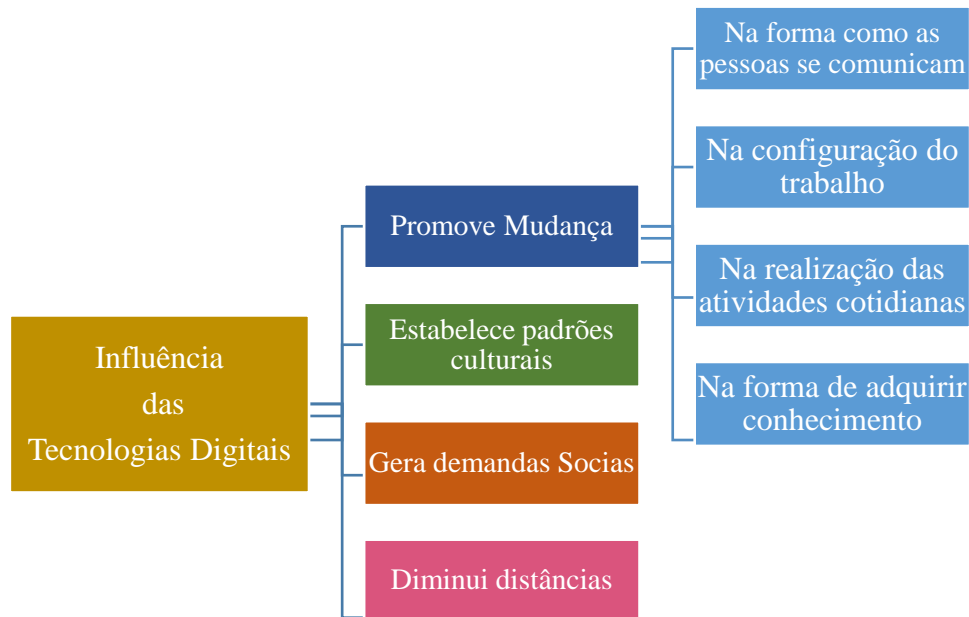 Influência
das
Tecnologias Digitais
Promove Mudança
Estabelece padrões
culturais
Gera demandas Socias
Diminui distâncias
Na forma como as
pessoas se comunicam
Na configuração do
trabalho
Na realização das
atividades cotidianas
Na forma de adquirir
conhecimento